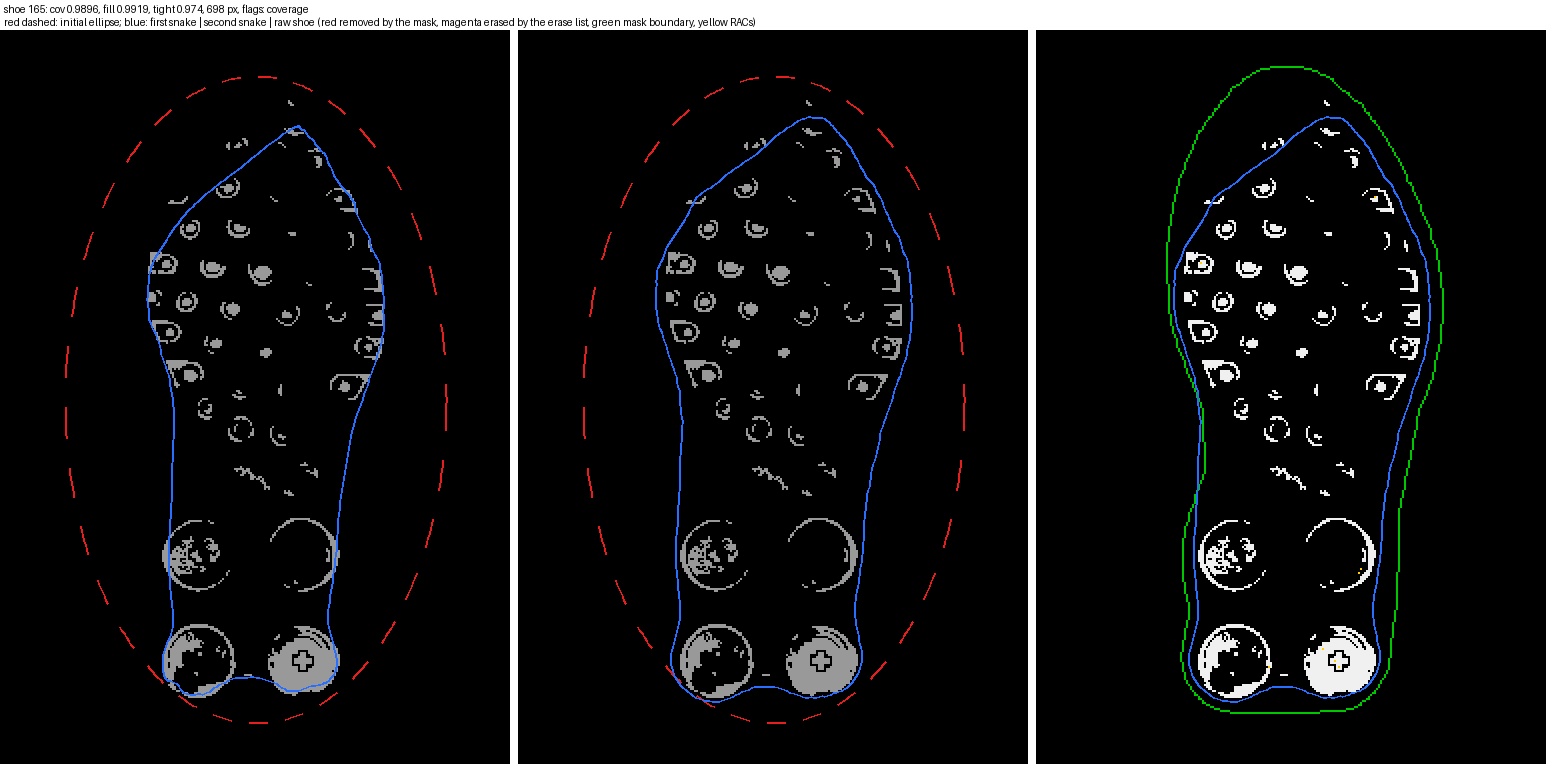 shoe 165: cov 0.9896, fill 0.9919, tight 0.974, 698 px, flags: coverage
red dashed: initial ellipse; blue: first snake | second snake | raw shoe (red removed by the mask, magenta erased by the erase list, green mask boundary, yellow RACs)